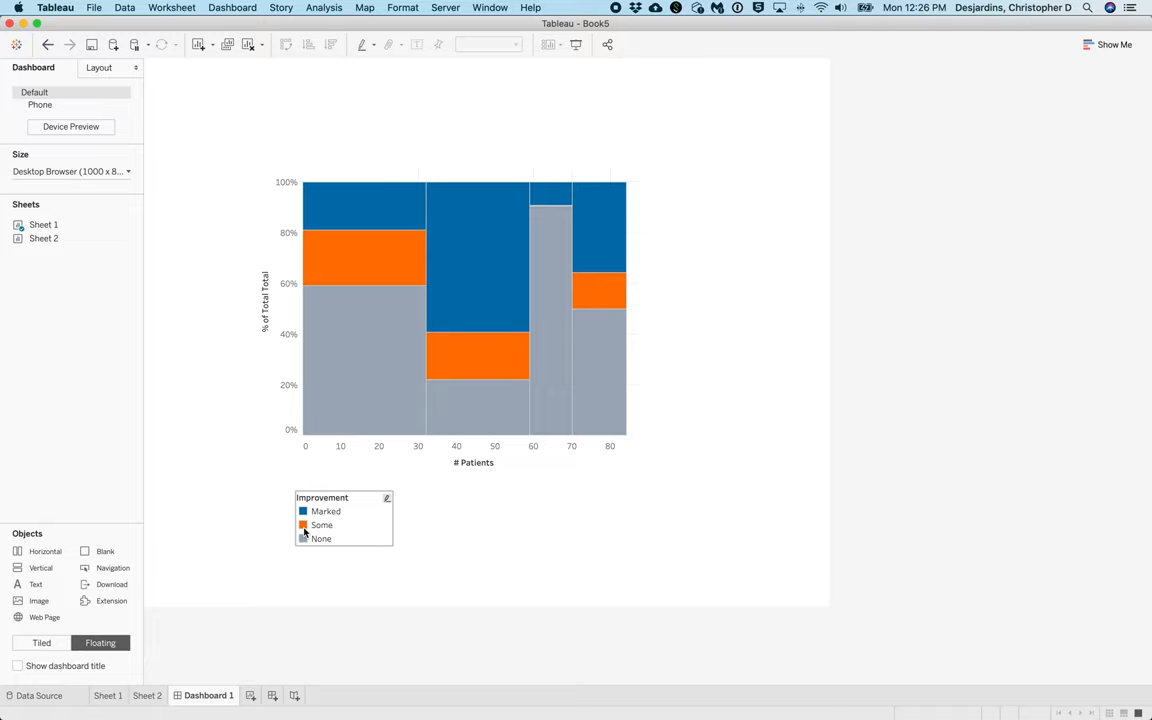 Tableau File Data Worksheet Dashboard Story Analysis Map Format Server Window Help Mon 12:26 PM Desjardins, Christopher D
Tableau - Book5
Show Me
Dashboard Layout
Default
Phone
Device Preview
Size
Desktop Browser (1000 x 8...
Sheets
Sheet 1
Sheet 2
100%
80%
60%
40%
20%
0%
% of Total Total
0 10 20 30 40 50 60 70 80
# Patients
Improvement
Marked
Some
None
Objects
Horizontal Blank
Vertical Navigation
Text Download
Image Extension
Web Page
Tiled Floating
Show dashboard title
Data Source Sheet 1 Sheet 2 Dashboard 1